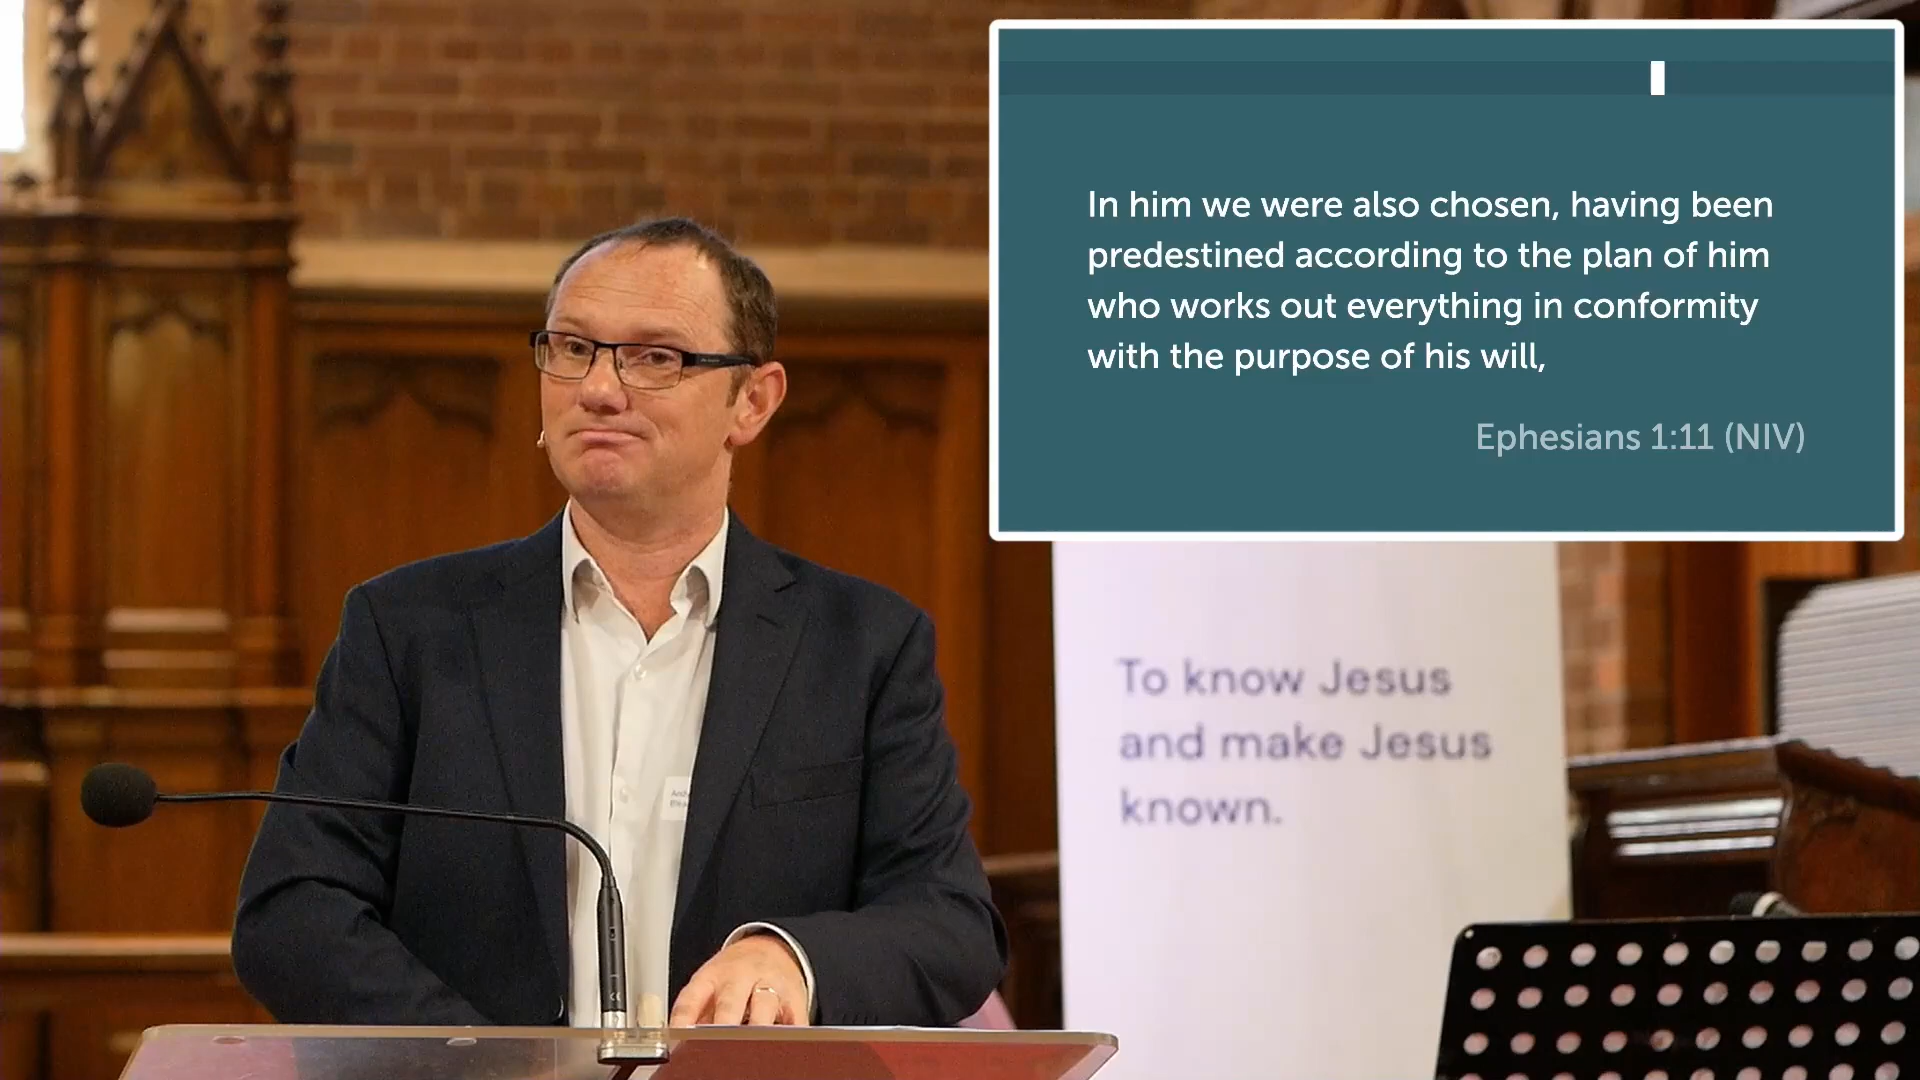 In him we were also chosen, having been
predestined according to the plan of him
who works out everything in conformity
with the purpose of his will,
Ephesians 1:11 (NIV)
To know Jesus
and make Jesus
known.